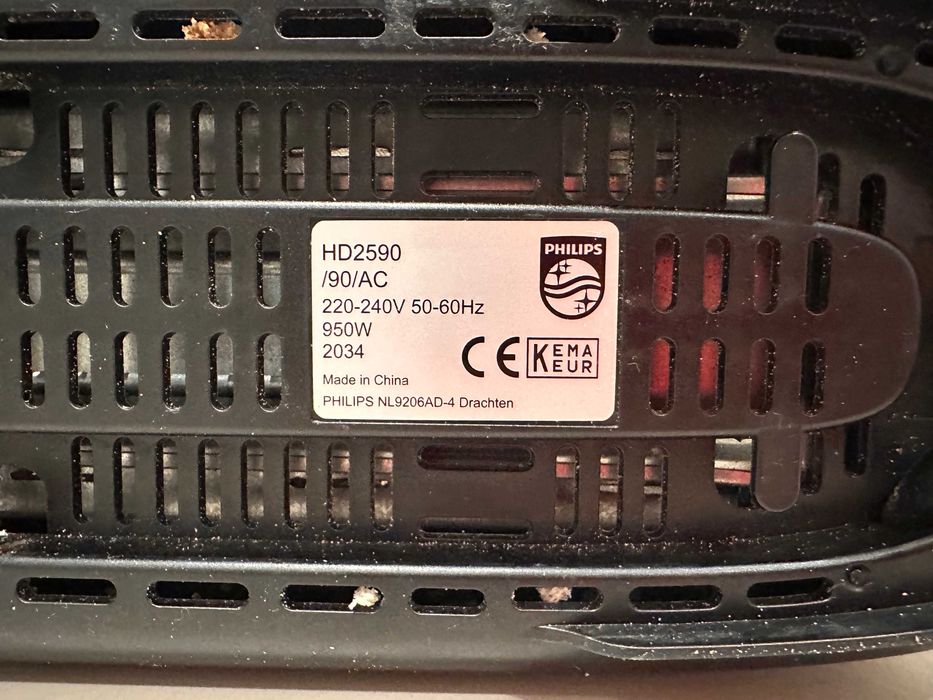 HD2590
/90/AC
220-240V 50-60Hz
950W
2034
Made in China
PHILIPS NL9206AD-4 Drachten
PHILIPS
CE
KEMA
EUR